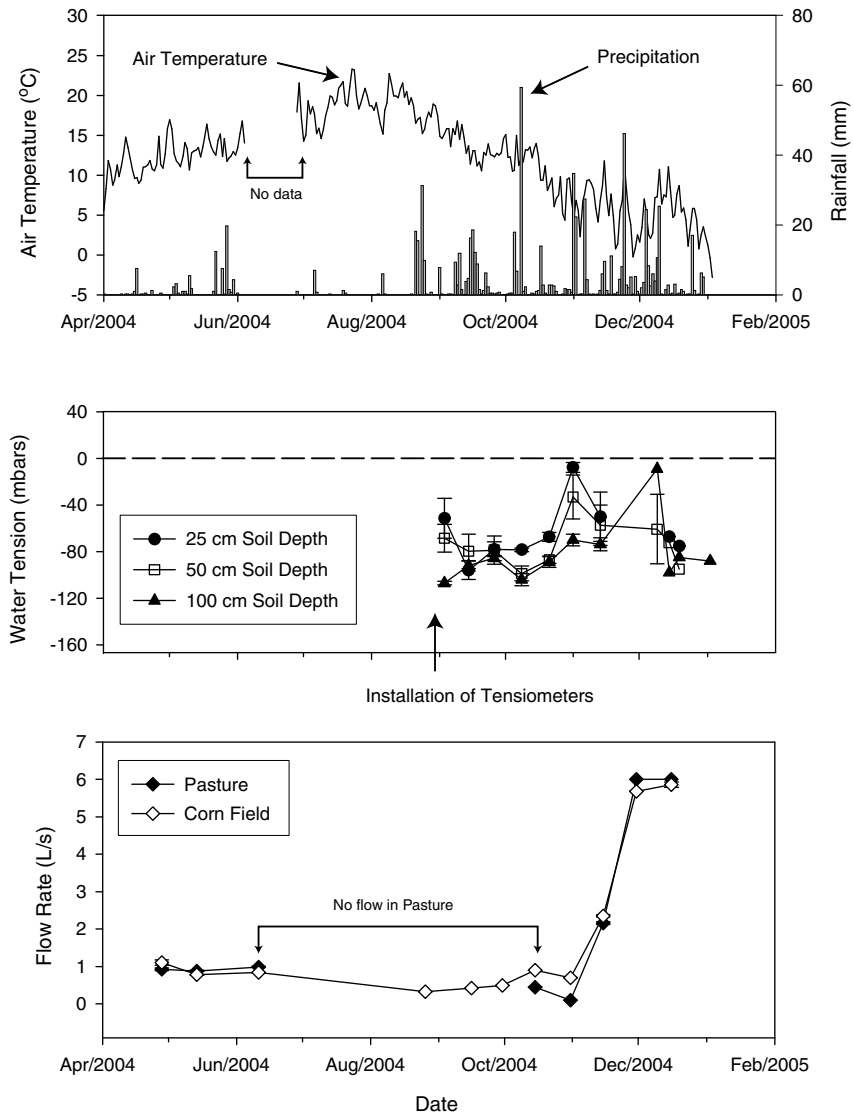 30
25
20
15
10
5
0
-5
Air Temperature (°C)
Air Temperature
Precipitation
No data
80
60
40
20
0
Rainfall (mm)
Apr/2004 Jun/2004 Aug/2004 Oct/2004 Dec/2004 Feb/2005
40
0
-40
-80
-120
-160
Water Tension (mbars)
25 cm Soil Depth
50 cm Soil Depth
100 cm Soil Depth
Installation of Tensiometers
7
6
5
4
3
2
1
0
Flow Rate (L/s)
Pasture
Corn Field
No flow in Pasture
Apr/2004 Jun/2004 Aug/2004 Oct/2004 Dec/2004 Feb/2005
Date